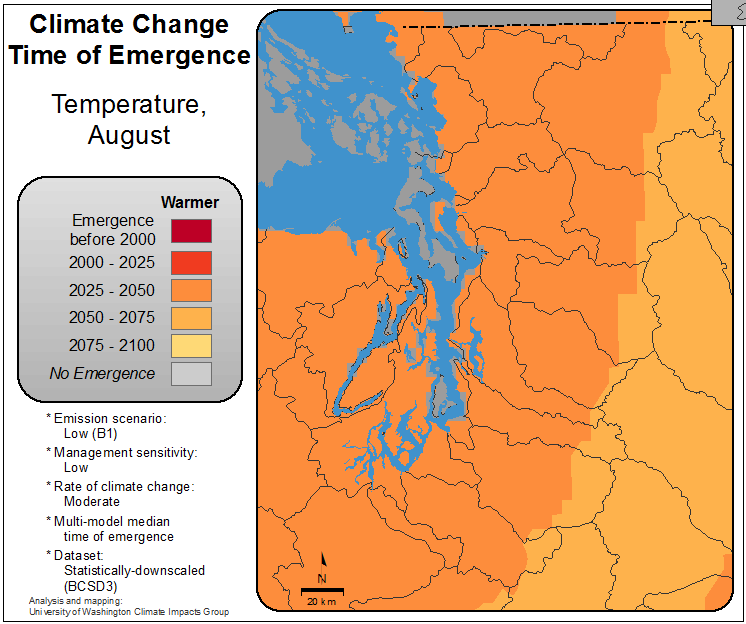 Climate Change
Time of Emergence
Temperature,
August
Warmer
Emergence
before 2000
2000 - 2025
2025 - 2050
2050 - 2075
2075 - 2100
No Emergence
* Emission scenario:
Low (B1)
* Management sensitivity:
Low
* Rate of climate change:
Moderate
* Multi-model median
time of emergence
* Dataset:
Statistically-downscaled
(BCSD3)
Analysis and mapping:
University of Washington Climate Impacts Group
N
20 km